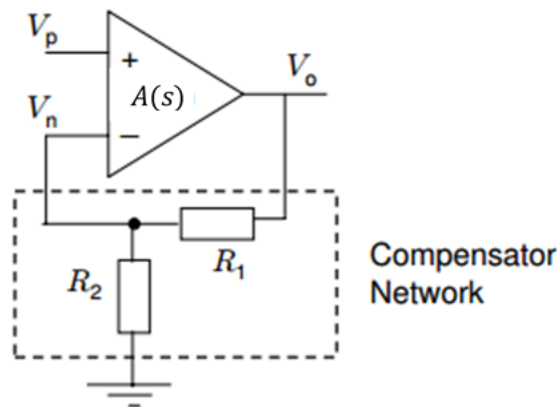 Vp
+
A(s)
Vo
Vn
−
R1
R2
Compensator
Network